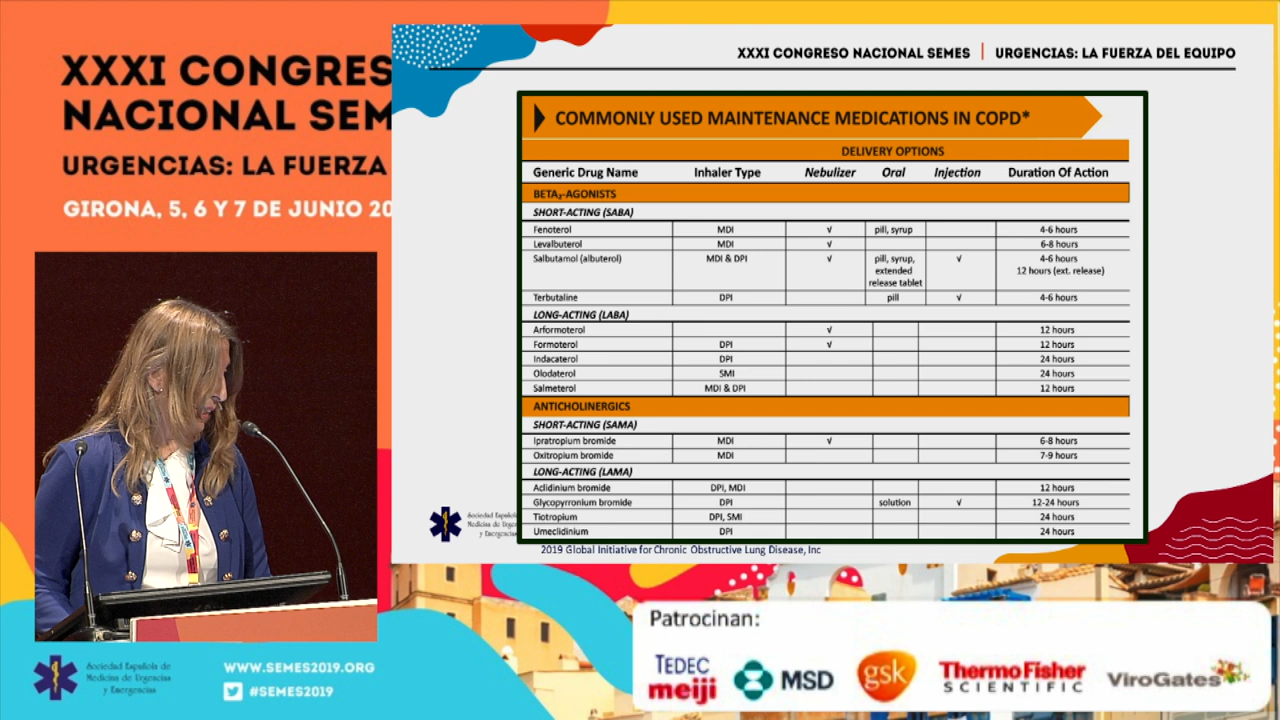 XXXI CONGRES
NACIONAL SEM
URGENCIAS: LA FUERZA
GIRONA, 5, 6 Y 7 DE JUNIO 20
XXXI CONGRESO NACIONAL SEMES | URGENCIAS: LA FUERZA DEL EQUIPO
COMMONLY USED MAINTENANCE MEDICATIONS IN COPD*
DELIVERY OPTIONS
Generic Drug Name Inhaler Type Nebulizer Oral Injection Duration Of Action
BETA₂-AGONISTS
SHORT-ACTING (SABA)
Fenoterol MDI √ pill, syrup 4-6 hours
Levalbuterol MDI √ 6-8 hours
Salbutamol (albuterol) MDI & DPI √ pill, syrup, √ 4-6 hours
extended 12 hours (ext. release)
release tablet
Terbutaline DPI pill √ 4-6 hours
LONG-ACTING (LABA)
Arformoterol √ 12 hours
Formoterol DPI √ 12 hours
Indacaterol DPI 24 hours
Olodaterol SMI 24 hours
Salmeterol MDI & DPI 12 hours
ANTICHOLINERGICS
SHORT-ACTING (SAMA)
Ipratropium bromide MDI √ 6-8 hours
Oxitropium bromide MDI 7-9 hours
LONG-ACTING (LAMA)
Aclidinium bromide DPI, MDI 12 hours
Glycopyrronium bromide DPI solution √ 12-24 hours
Tiotropium DPI, SMI 24 hours
Umeclidinium DPI 24 hours
Sociedad Españ
Medicina de Urgen
y Emergencias
2019 Global Initiative for Chronic Obstructive Lung Disease, Inc
Patrocinan:
TEDEC
meiji
MSD
gsk
ThermoFisher
SCIENTIFIC
ViroGates
Sociedad Española de
Medicina de Urgencias
y Emergencias
WWW.SEMES2019.ORG
#SEMES2019